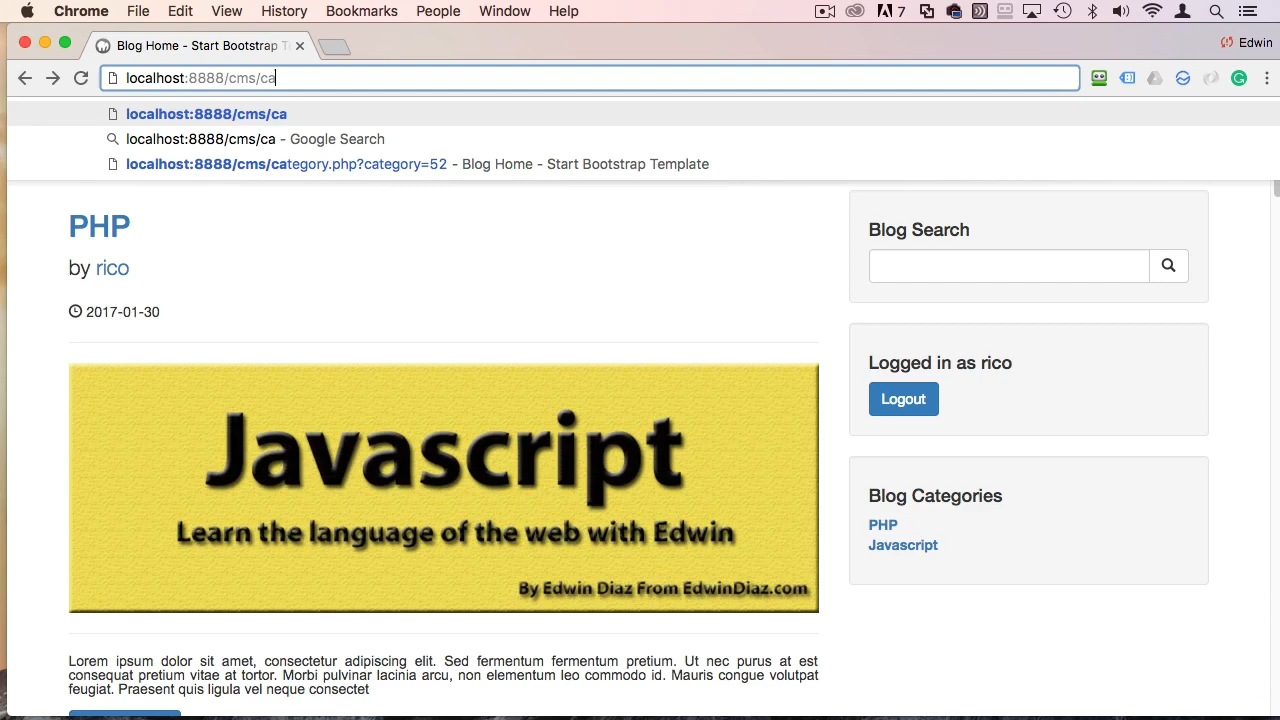 Chrome File Edit View History Bookmarks People Window Help
7
Blog Home - Start Bootstrap T
Edwin
localhost:8888/cms/ca
localhost:8888/cms/ca
localhost:8888/cms/ca - Google Search
localhost:8888/cms/category.php?category=52 - Blog Home - Start Bootstrap Template
PHP
by rico
2017-01-30
Javascript
Learn the language of the web with Edwin
By Edwin Diaz From EdwinDiaz.com
Lorem ipsum dolor sit amet, consectetur adipiscing elit. Sed fermentum fermentum pretium. Ut nec purus at est
consequat pretium vitae at tortor. Morbi pulvinar lacinia arcu, non elementum leo commodo id. Mauris congue volutpat
feugiat. Praesent quis ligula vel neque consectet
Blog Search
Logged in as rico
Logout
Blog Categories
PHP
Javascript